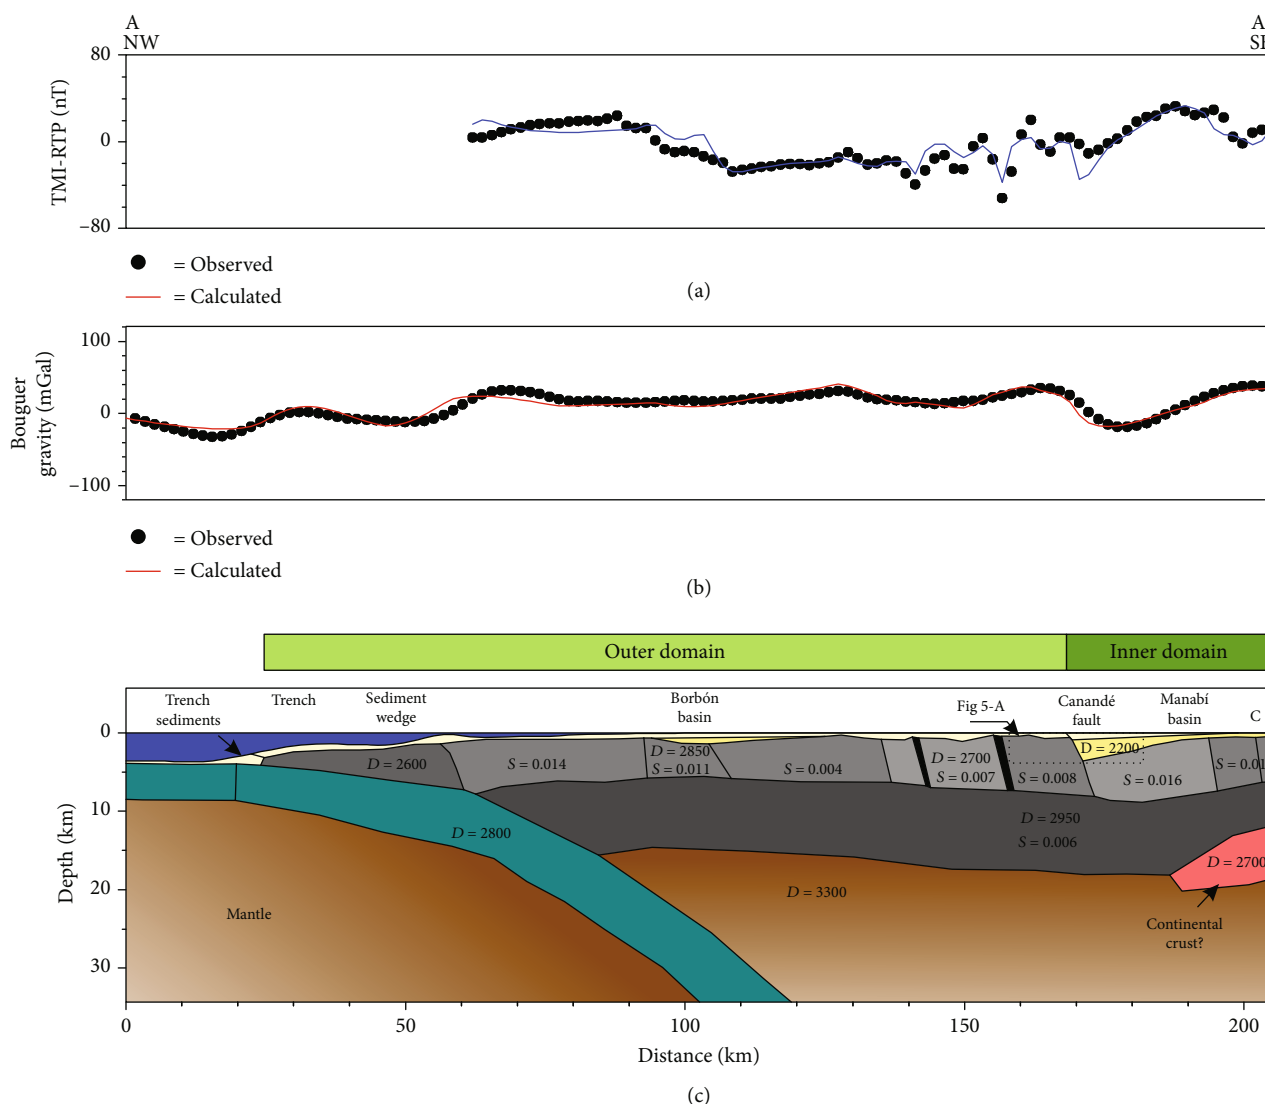 A
NW
A
SE
80
0
−80
TMI-RTP (nT)
= Observed
= Calculated
(a)
100
0
−100
Bouguer
gravity (mGal)
= Observed
= Calculated
(b)
Outer domain
Inner domain
Trench
sediments
Trench
Sediment
wedge
Borbón
basin
Fig 5-A
Canandé
fault
Manabí
basin
C
D = 2600
S = 0.014
D = 2850
S = 0.011
S = 0.004
D = 2700
S = 0.007
S = 0.008
D = 2200
S = 0.016
S = 0.01
D = 2800
D = 2950
S = 0.006
D = 2700
D = 3300
Mantle
Continental
crust?
0
10
20
30
Depth (km)
0
50
100
150
200
Distance (km)
(c)